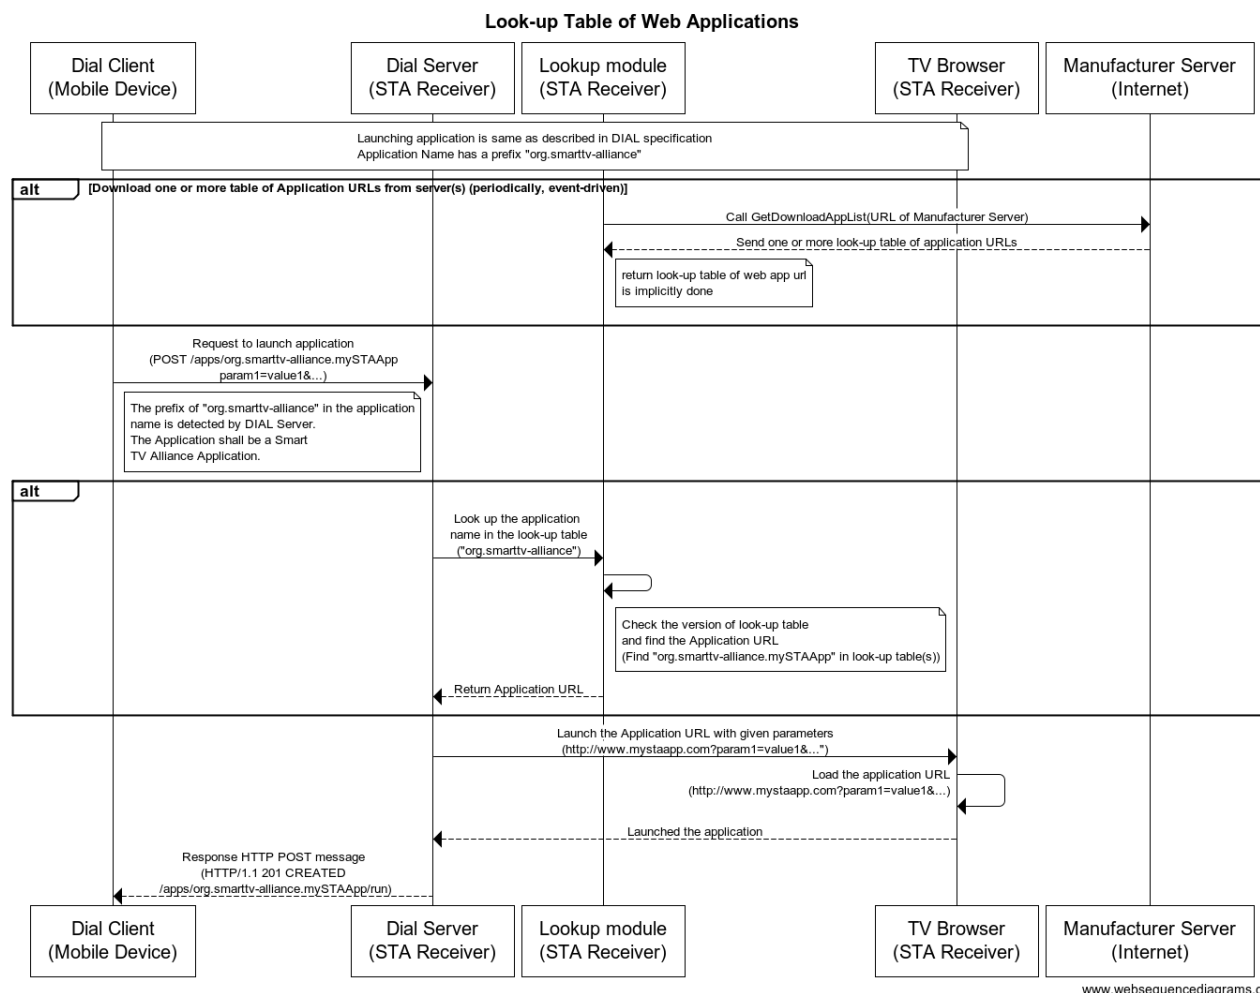 Look-up Table of Web Applications
Dial Client
(Mobile Device)
Dial Server
(STA Receiver)
Lookup module
(STA Receiver)
TV Browser
(STA Receiver)
Manufacturer Server
(Internet)
Launching application is same as described in DIAL specification
Application Name has a prefix "org.smarttv-alliance"
alt
[Download one or more table of Application URLs from server(s) (periodically, event-driven)]
Call GetDownloadAppList(URL of Manufacturer Server)
Send one or more look-up table of application URLs
return look-up table of web app url
is implicitly done
Request to launch application
(POST /apps/org.smarttv-alliance.mySTAApp
param1=value1&...)
The prefix of "org.smarttv-alliance" in the application
name is detected by DIAL Server.
The Application shall be a Smart
TV Alliance Application.
alt
Look up the application
name in the look-up table
("org.smarttv-alliance")
Check the version of look-up table
and find the Application URL
(Find "org.smarttv-alliance.mySTAApp" in look-up table(s))
Return Application URL
Launch the Application URL with given parameters
(http://www.mystaapp.com?param1=value1&...")
Load the application URL
(http://www.mystaapp.com?param1=value1&...)
Launched the application
Response HTTP POST message
(HTTP/1.1 201 CREATED
/apps/org.smarttv-alliance.mySTAApp/run)
Dial Client
(Mobile Device)
Dial Server
(STA Receiver)
Lookup module
(STA Receiver)
TV Browser
(STA Receiver)
Manufacturer Server
(Internet)